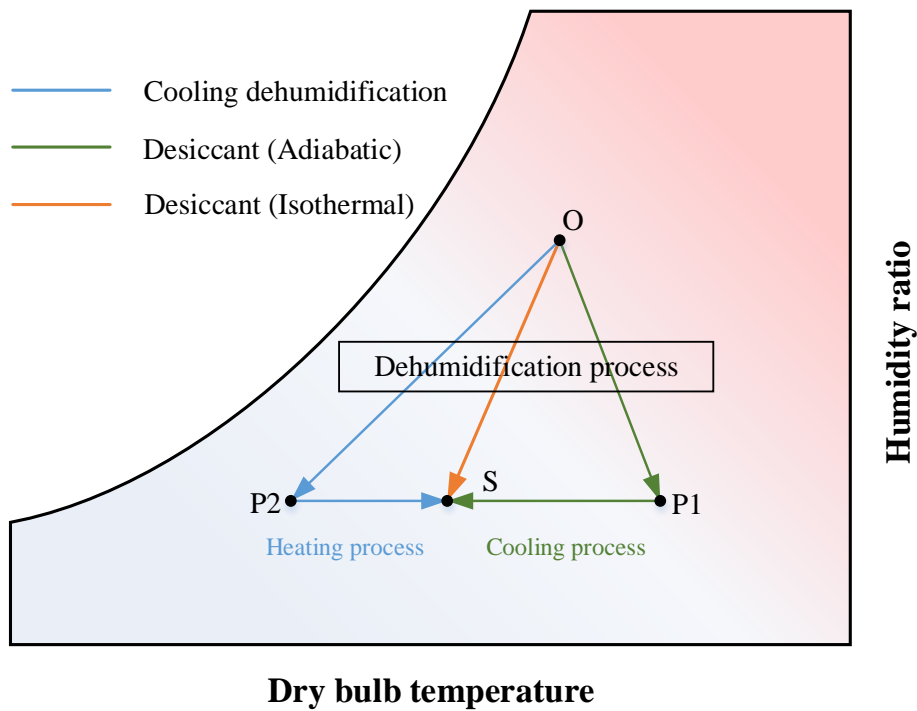 Cooling dehumidification
Desiccant (Adiabatic)
Desiccant (Isothermal)
O
Dehumidification process
S
P2
P1
Heating process
Cooling process
Humidity ratio
Dry bulb temperature